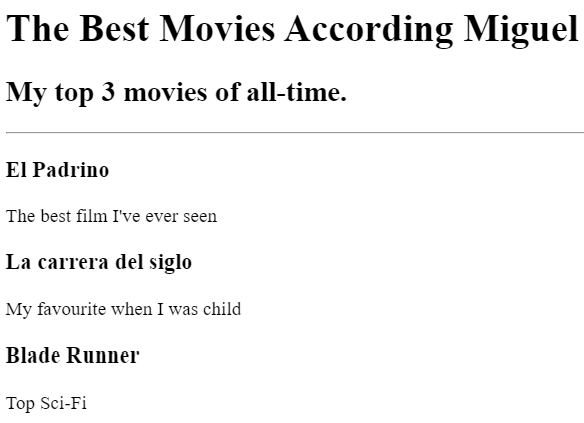 The Best Movies According Miguel
My top 3 movies of all-time.
El Padrino
The best film I've ever seen
La carrera del siglo
My favourite when I was child
Blade Runner
Top Sci-Fi